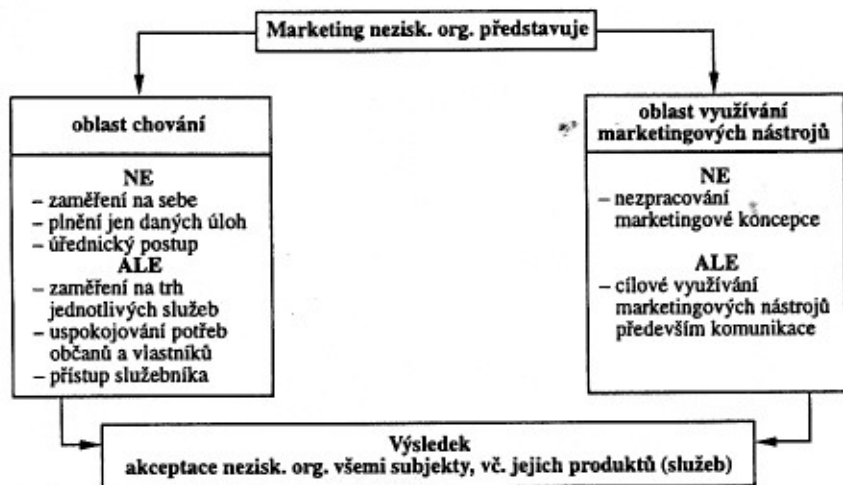 Marketing nezisk. org. představuje
oblast chování
NE
– zaměření na sebe
– plnění jen daných úloh
– úřednický postup
ALE
– zaměření na trh
jednotlivých služeb
– uspokojování potřeb
občanů a vlastníků
– přístup služebníka
oblast využívání
marketingových nástrojů
NE
– nezpracování
marketingové koncepce
ALE
– cílové využívání
marketingových nástrojů
především komunikace
Výsledek
akceptace nezisk. org. všemi subjekty, vč. jejich produktů (služeb)